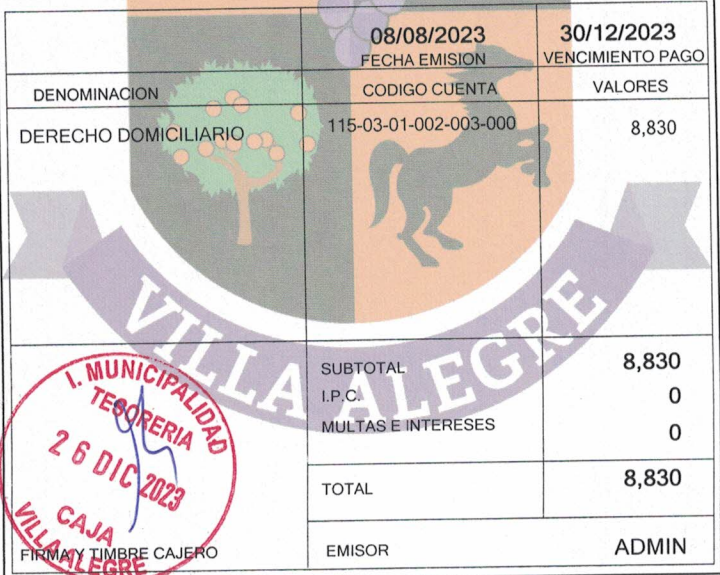 08/08/2023 30/12/2023
FECHA EMISION VENCIMIENTO PAGO
DENOMINACION CODIGO CUENTA VALORES
DERECHO DOMICILIARIO 115-03-01-002-003-000 8,830
VILLA ALEGRE
SUBTOTAL 8,830
I.P.C. 0
MULTAS E INTERESES 0
TOTAL 8,830
I. MUNICIPALIDAD
TESORERIA
26 DIC 2023
CAJA
VILLA ALEGRE
FIRMA Y TIMBRE CAJERO EMISOR ADMIN